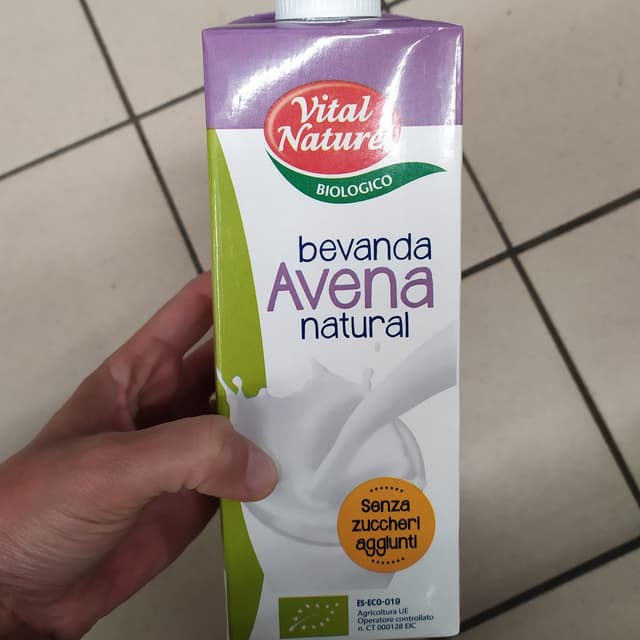 Vital
Nature
BIOLOGICO
bevanda
Avena
natural
Senza
zuccheri
aggiunti
ES-ECO-019
Agricoltura UE
Operatore controllato
n. CT 000128 EIC